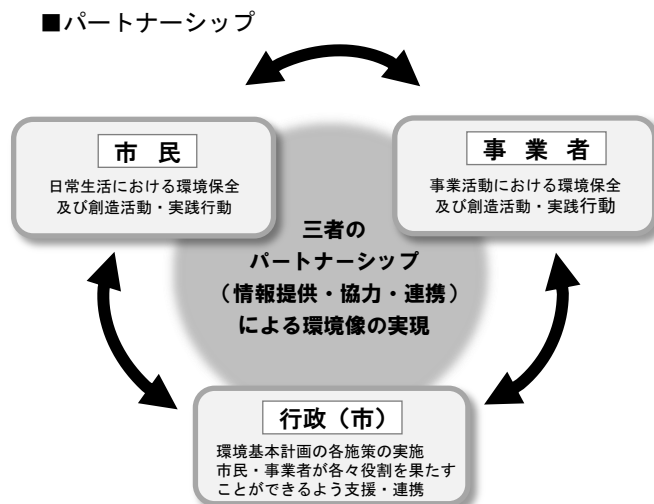 ■パートナーシップ
市 民
日常生活における環境保全
及び創造活動・実践行動
事 業 者
事業活動における環境保全
及び創造活動・実践行動
三者の
パートナーシップ
（情報提供・協力・連携）
による環境像の実現
行政（市）
環境基本計画の各施策の実施
市民・事業者が各々役割を果たす
ことができるよう支援・連携